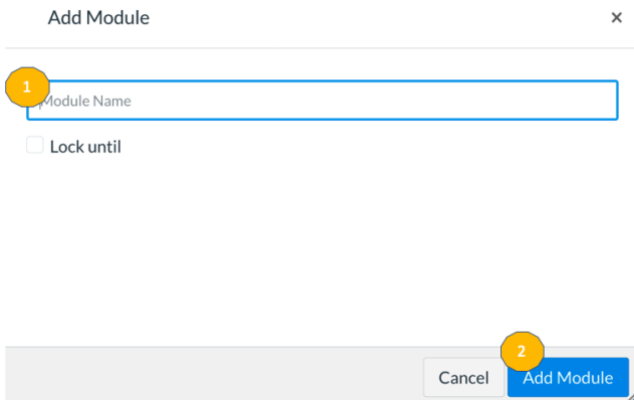 Add Module ×
1
Module Name
Lock until
2
Cancel Add Module